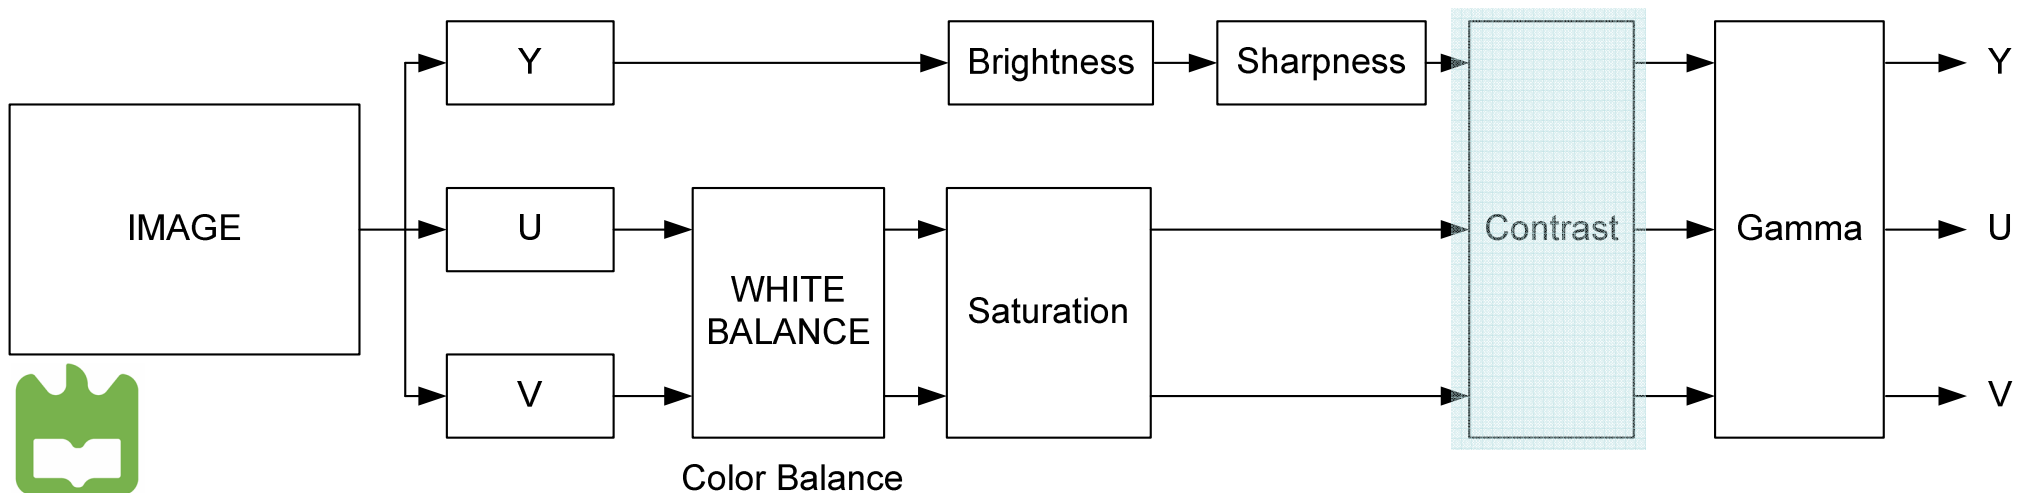 IMAGE
Y
U
V
WHITE
BALANCE
Color Balance
Brightness
Sharpness
Saturation
Contrast
Gamma
Y
U
V